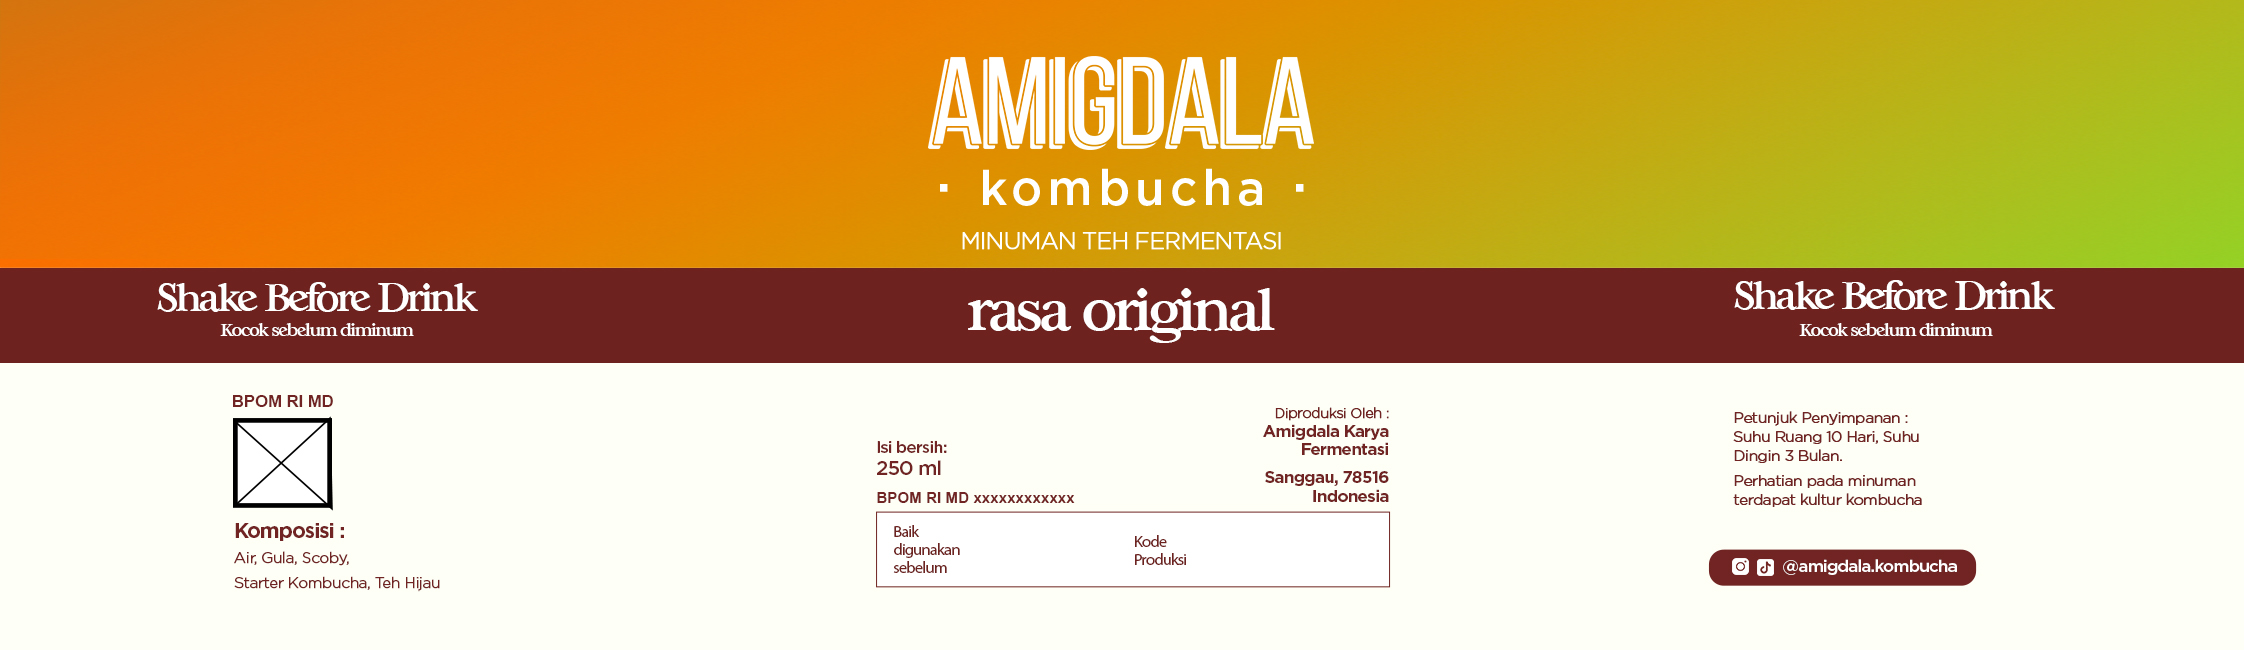 AMIGDALA
· kombucha ·
MINUMAN TEH FERMENTASI
Shake Before Drink
Kocok sebelum diminum
rasa original
Shake Before Drink
Kocok sebelum diminum
BPOM RI MD
Komposisi :
Air, Gula, Scoby,
Starter Kombucha, Teh Hijau
Isi bersih:
250 ml
BPOM RI MD xxxxxxxxxxxx
Diproduksi Oleh :
Amigdala Karya
Fermentasi
Sanggau, 78516
Indonesia
Baik
digunakan
sebelum
Kode
Produksi
Petunjuk Penyimpanan :
Suhu Ruang 10 Hari, Suhu
Dingin 3 Bulan.
Perhatian pada minuman
terdapat kultur kombucha
@amigdala.kombucha